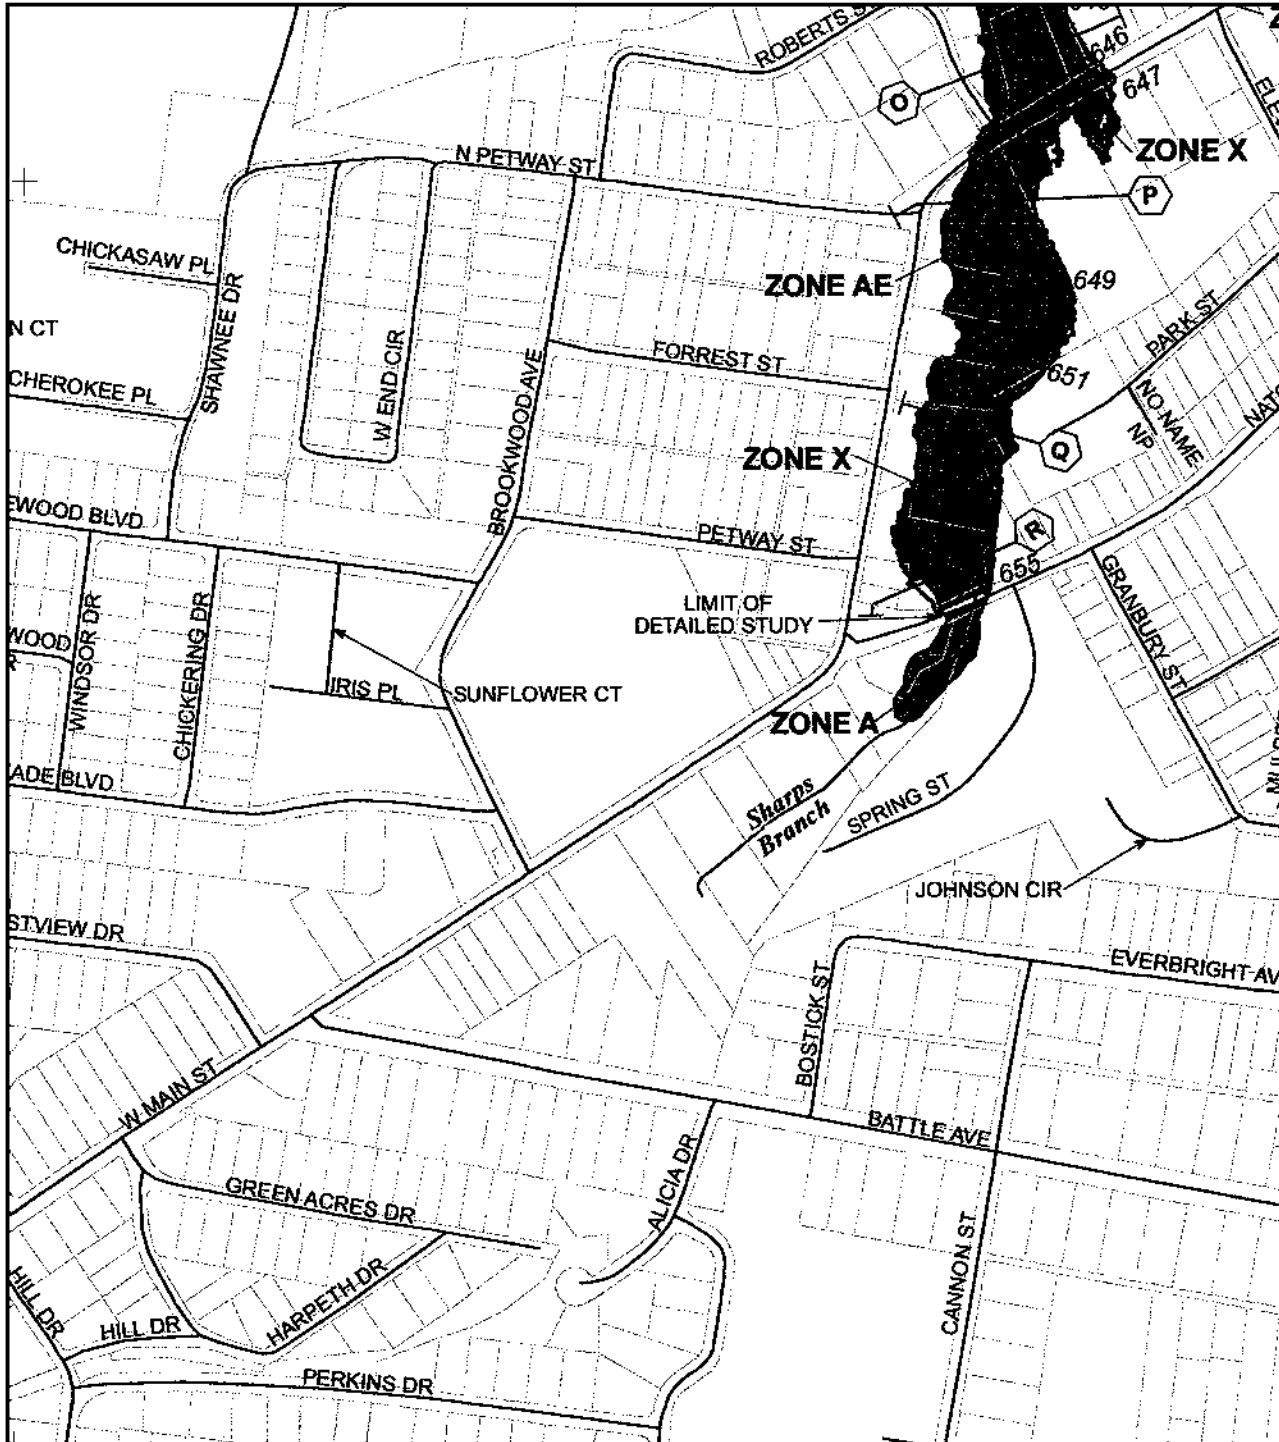 ROBERTS S
646
647
O
ZONE X
N PETWAY ST
P
CHICKASAW PL
SHAWNEE DR
ZONE AE
649
N CT
W END CIR
BROOKWOOD AVE
FORREST ST
PARK ST
651
CHEROKEE PL
NO NAME
NP
NATC
ZONE X
Q
EWOOD BLVD
PETWAY ST
R
655
GRANBURY ST
LIMIT OF
DETAILED STUDY
WINDSOR DR
CHICKERING DR
WOOD
R
IRIS PL
SUNFLOWER CT
ZONE A
ADE BLVD
Sharps
Branch
SPRING ST
JOHNSON CIR
STVIEW DR
EVERBRIGHT AV
BOSTICK ST
W MAIN ST
BATTLE AVE
ALICIA DR
GREEN ACRES DR
CANNON ST
HARPETH DR
HILL DR
HILL DR
PERKINS DR